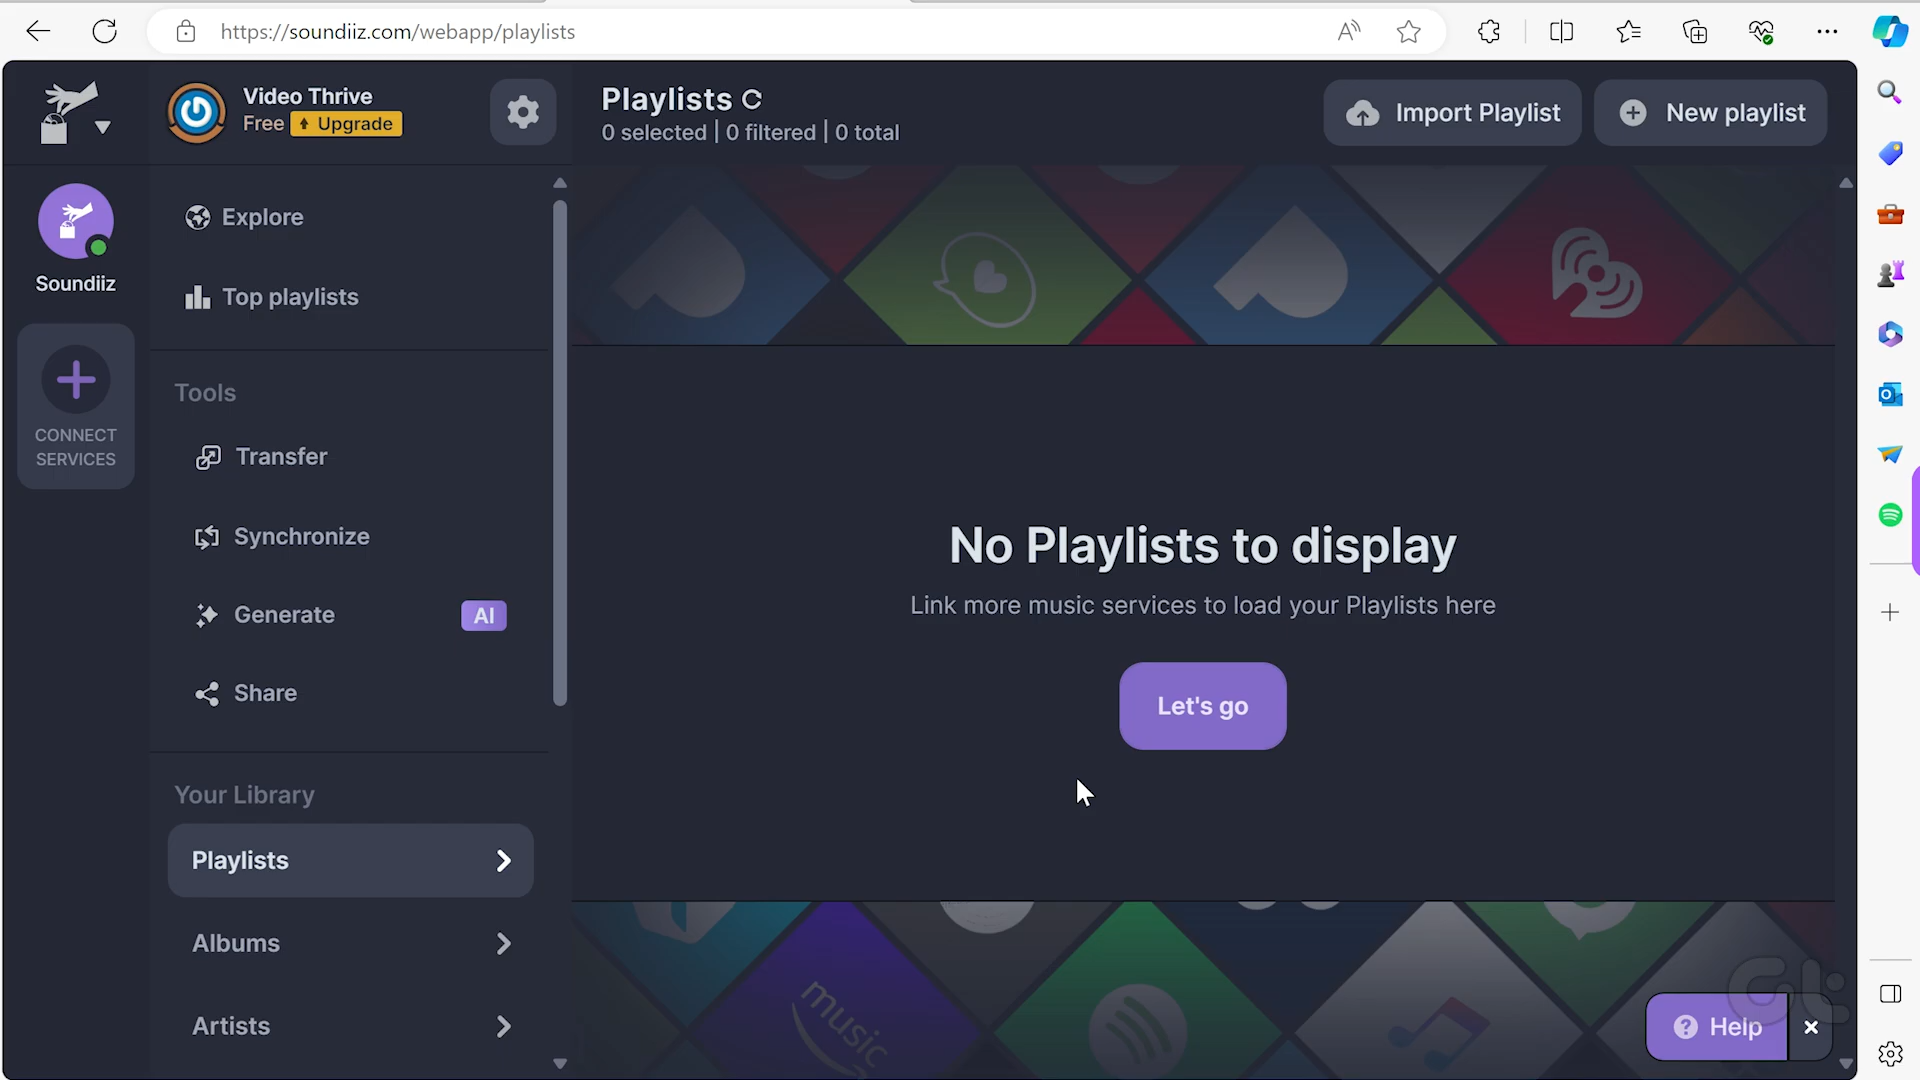 https://soundiiz.com/webapp/playlists
Video Thrive
Free Upgrade
Playlists
0 selected | 0 filtered | 0 total
Import Playlist
New playlist
Soundiiz
CONNECT
SERVICES
Explore
Top playlists
Tools
Transfer
Synchronize
Generate AI
Share
Your Library
Playlists
Albums
Artists
No Playlists to display
Link more music services to load your Playlists here
Let's go
music
Help
Gt